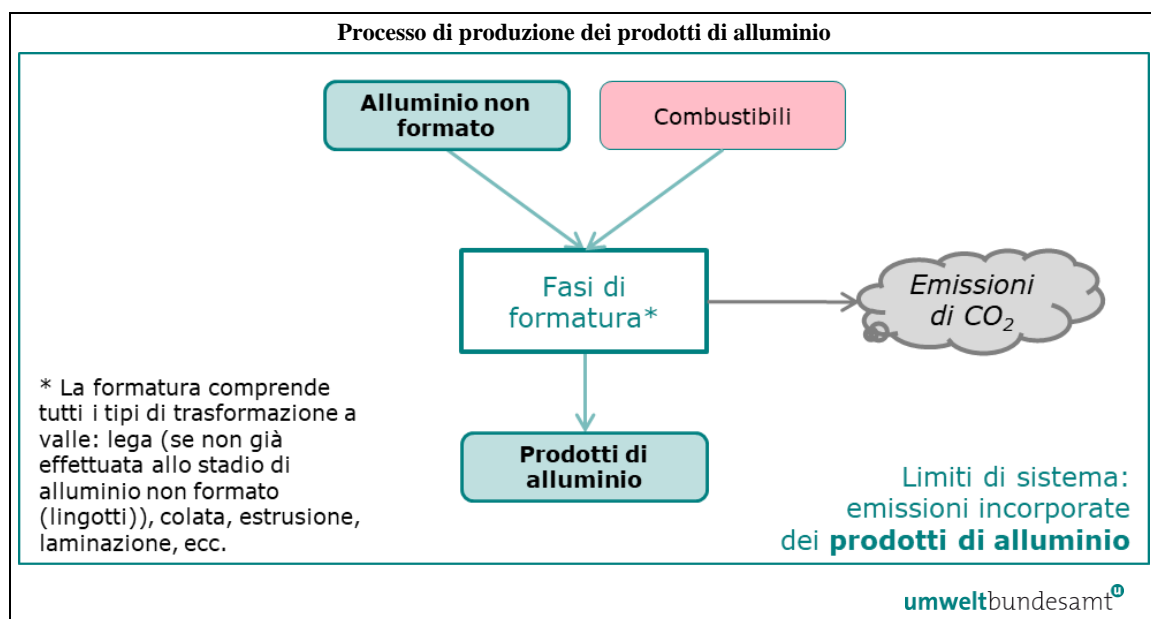 Processo di produzione dei prodotti di alluminio
Alluminio non
formato
Combustibili
Fasi di
formatura*
Emissioni
di CO2
* La formatura comprende
tutti i tipi di trasformazione a
valle: lega (se non già
effettuata allo stadio di
alluminio non formato
(lingotti)), colata, estrusione,
laminazione, ecc.
Prodotti di
alluminio
Limiti di sistema:
emissioni incorporate
dei prodotti di alluminio
umweltbundesamt u